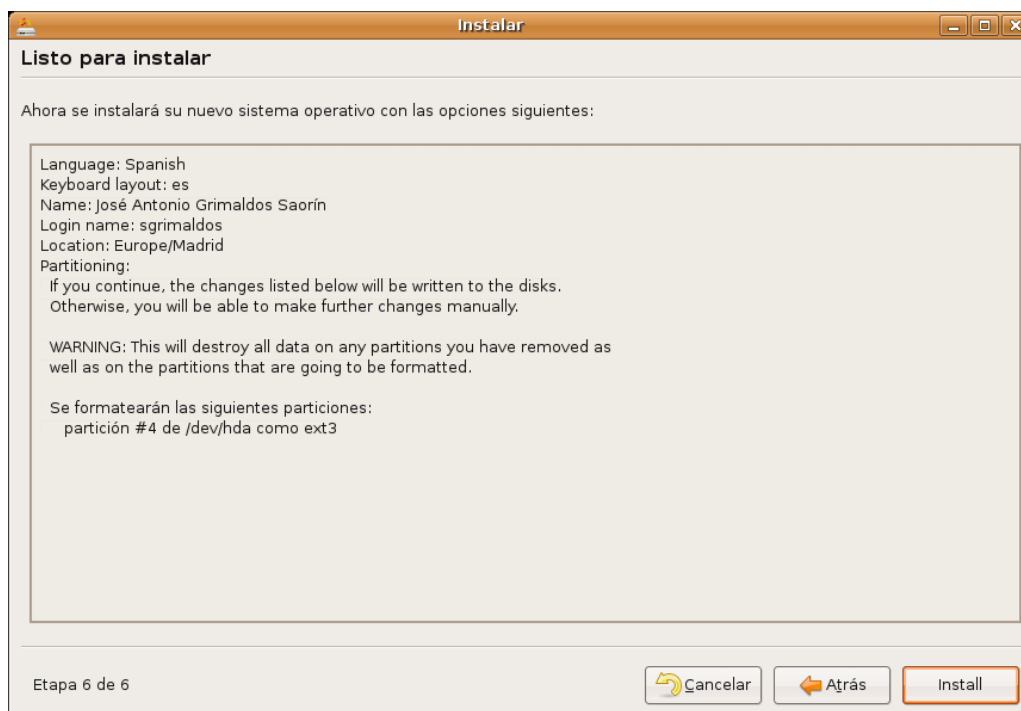 Instalar
Listo para instalar
Ahora se instalará su nuevo sistema operativo con las opciones siguientes:
Language: Spanish
Keyboard layout: es
Name: José Antonio Grimaldos Saorín
Login name: sgrimaldos
Location: Europe/Madrid
Partitioning:
If you continue, the changes listed below will be written to the disks.
Otherwise, you will be able to make further changes manually.
WARNING: This will destroy all data on any partitions you have removed as
well as on the partitions that are going to be formatted.
Se formatearán las siguientes particiones:
partición #4 de /dev/hda como ext3
Etapa 6 de 6
Cancelar
Atrás
Install